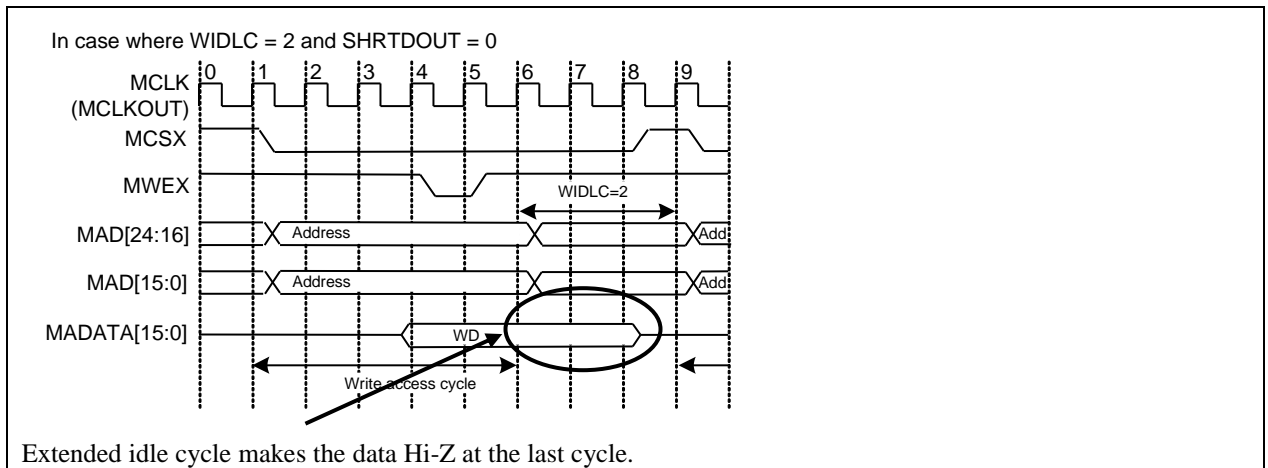 In case where WIDLC = 2 and SHRTDOUT = 0
MCLK 0 1 2 3 4 5 6 7 8 9
(MCLKOUT)
MCSX
MWEX WIDLC=2
MAD[24:16] Address Add
MAD[15:0] Address Add
MADATA[15:0] WD
Write access cycle
Extended idle cycle makes the data Hi-Z at the last cycle.